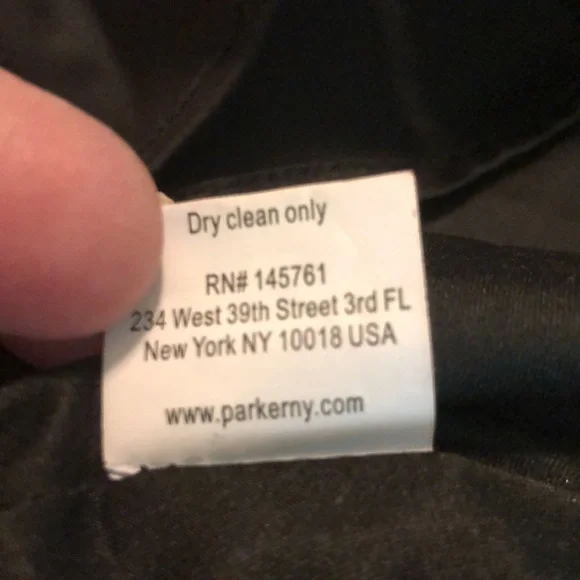 Dry clean only
RN# 145761
234 West 39th Street 3rd FL
New York NY 10018 USA
www.parkerny.com